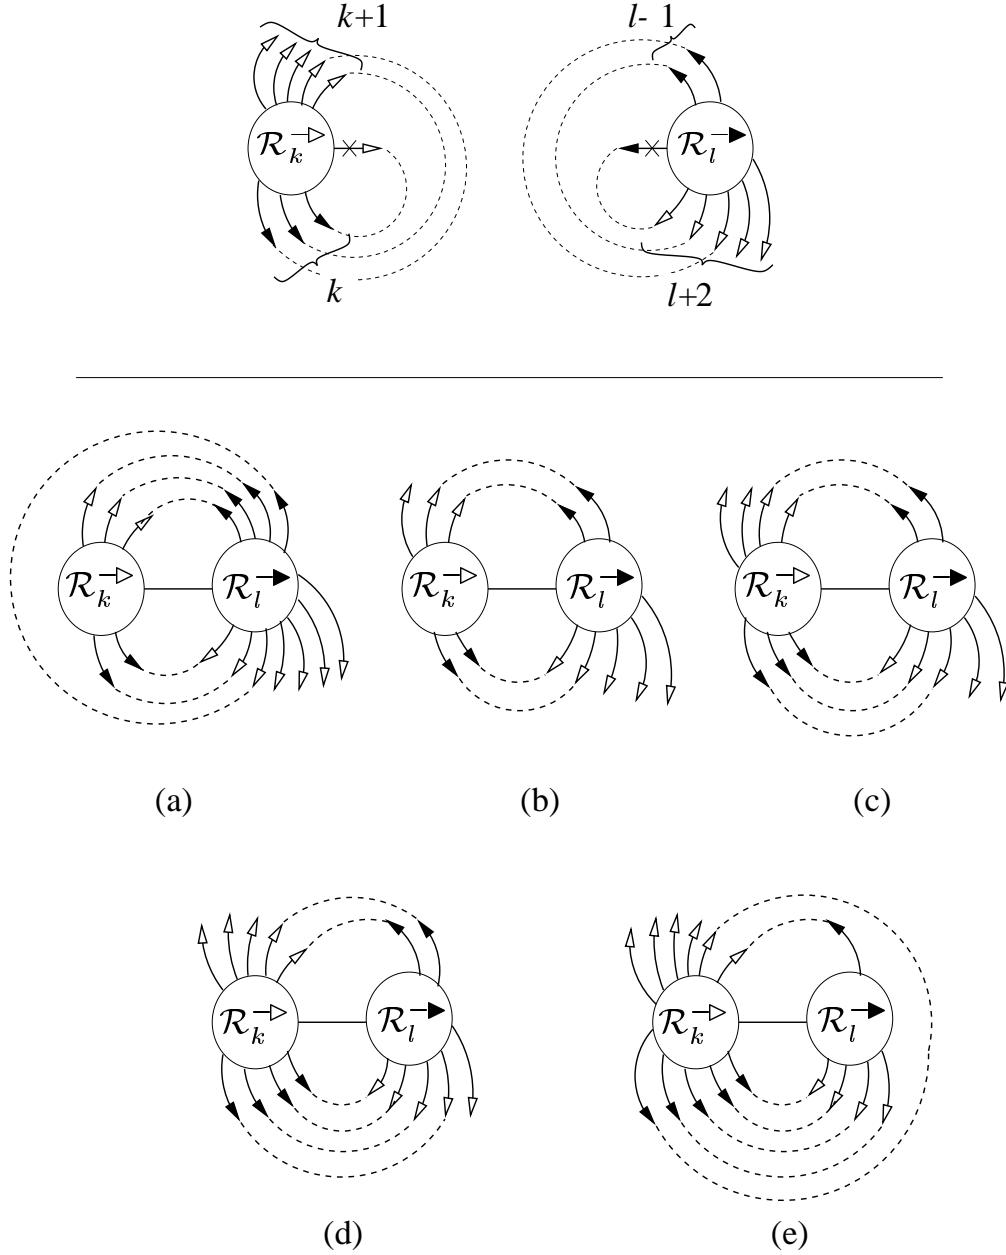 k+1 l- 1
R_k R_l
k l+2
R_k R_l R_k R_l R_k R_l
(a) (b) (c)
R_k R_l R_k R_l
(d) (e)